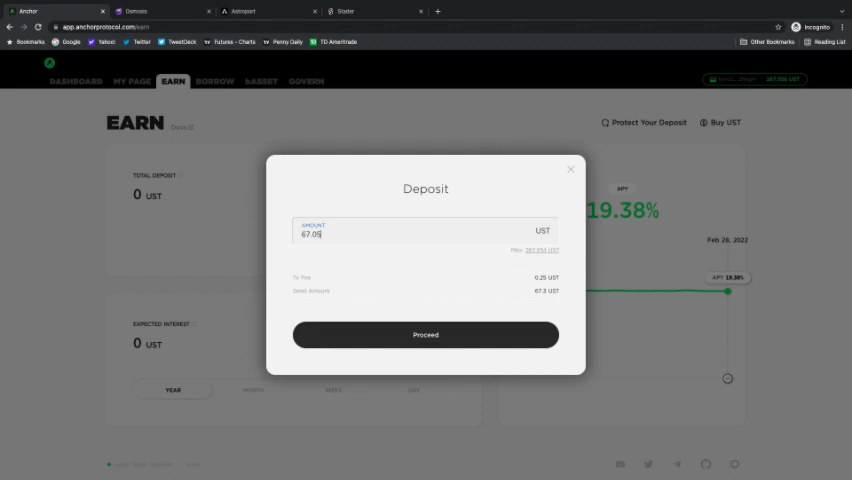 Anchor
Osmosis
Astroport
Stader
app.anchorprotocol.com/earn
Incognito
Bookmarks
Google
Yahoo!
Twitter
TweetDeck
Futures – Charts
Penny Daily
TD Ameritrade
Other Bookmarks
Reading List
DASHBOARD
MY PAGE
EARN
BORROW
bASSET
GOVERN
EARN
Docs
Protect Your Deposit
Buy UST
TOTAL DEPOSIT
0 UST
APY
19.38%
Feb 28, 2022
APY 19.38%
Deposit
AMOUNT
67.05
UST
Tx Fee
0.25 UST
Send Amount
67.3 UST
Proceed
EXPECTED INTEREST
0 UST
YEAR
MONTH
WEEK
DAY